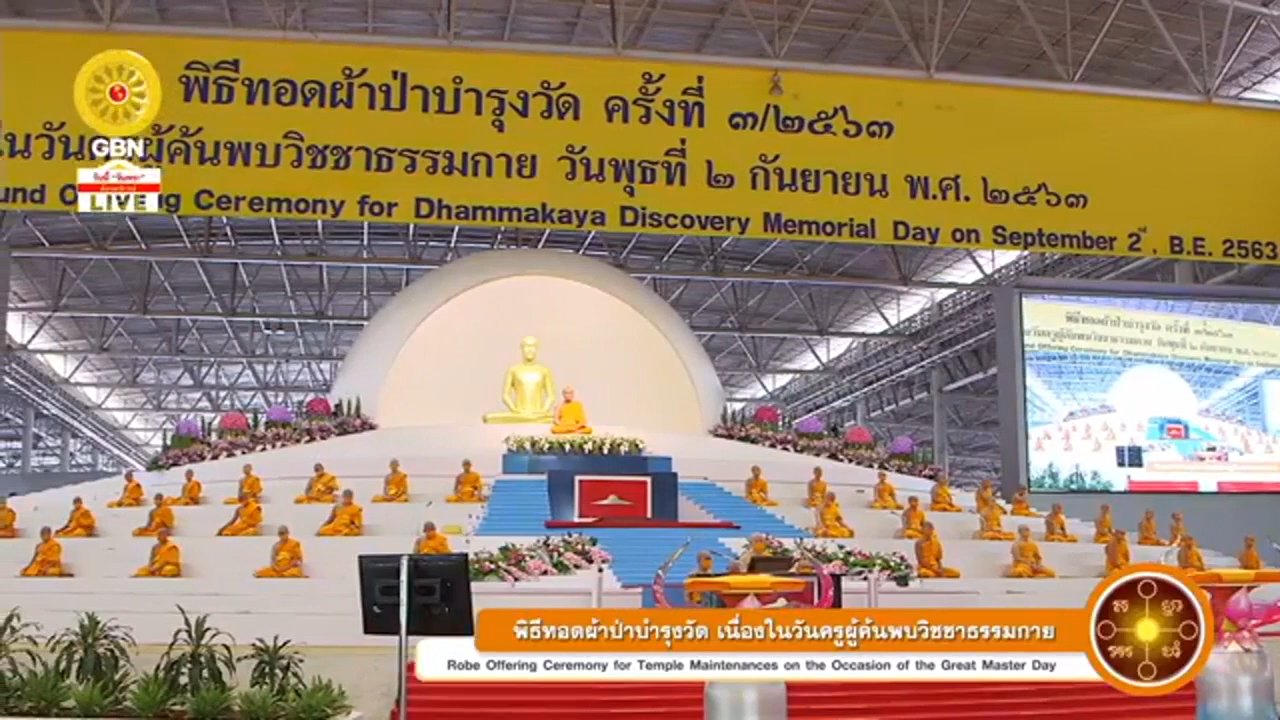 พิธีทอดผ้าป่าบำรุงวัด ครั้งที่ ๓/๒๕๖๓
ผู้ค้นพบวิชชาธรรมกาย วันพุธที่ ๒ กันยายน พ.ศ. ๒๕๖๓
Ceremony for Dhammakaya Discovery Memorial Day on September 2nd, B.E. 2563
GBN
LIVE
พิธีทอดผ้าป่าบำรุงวัด เนื่องในวันครูผู้ค้นพบวิชชาธรรมกาย
Robe Offering Ceremony for Temple Maintenances on the Occasion of the Great Master Day